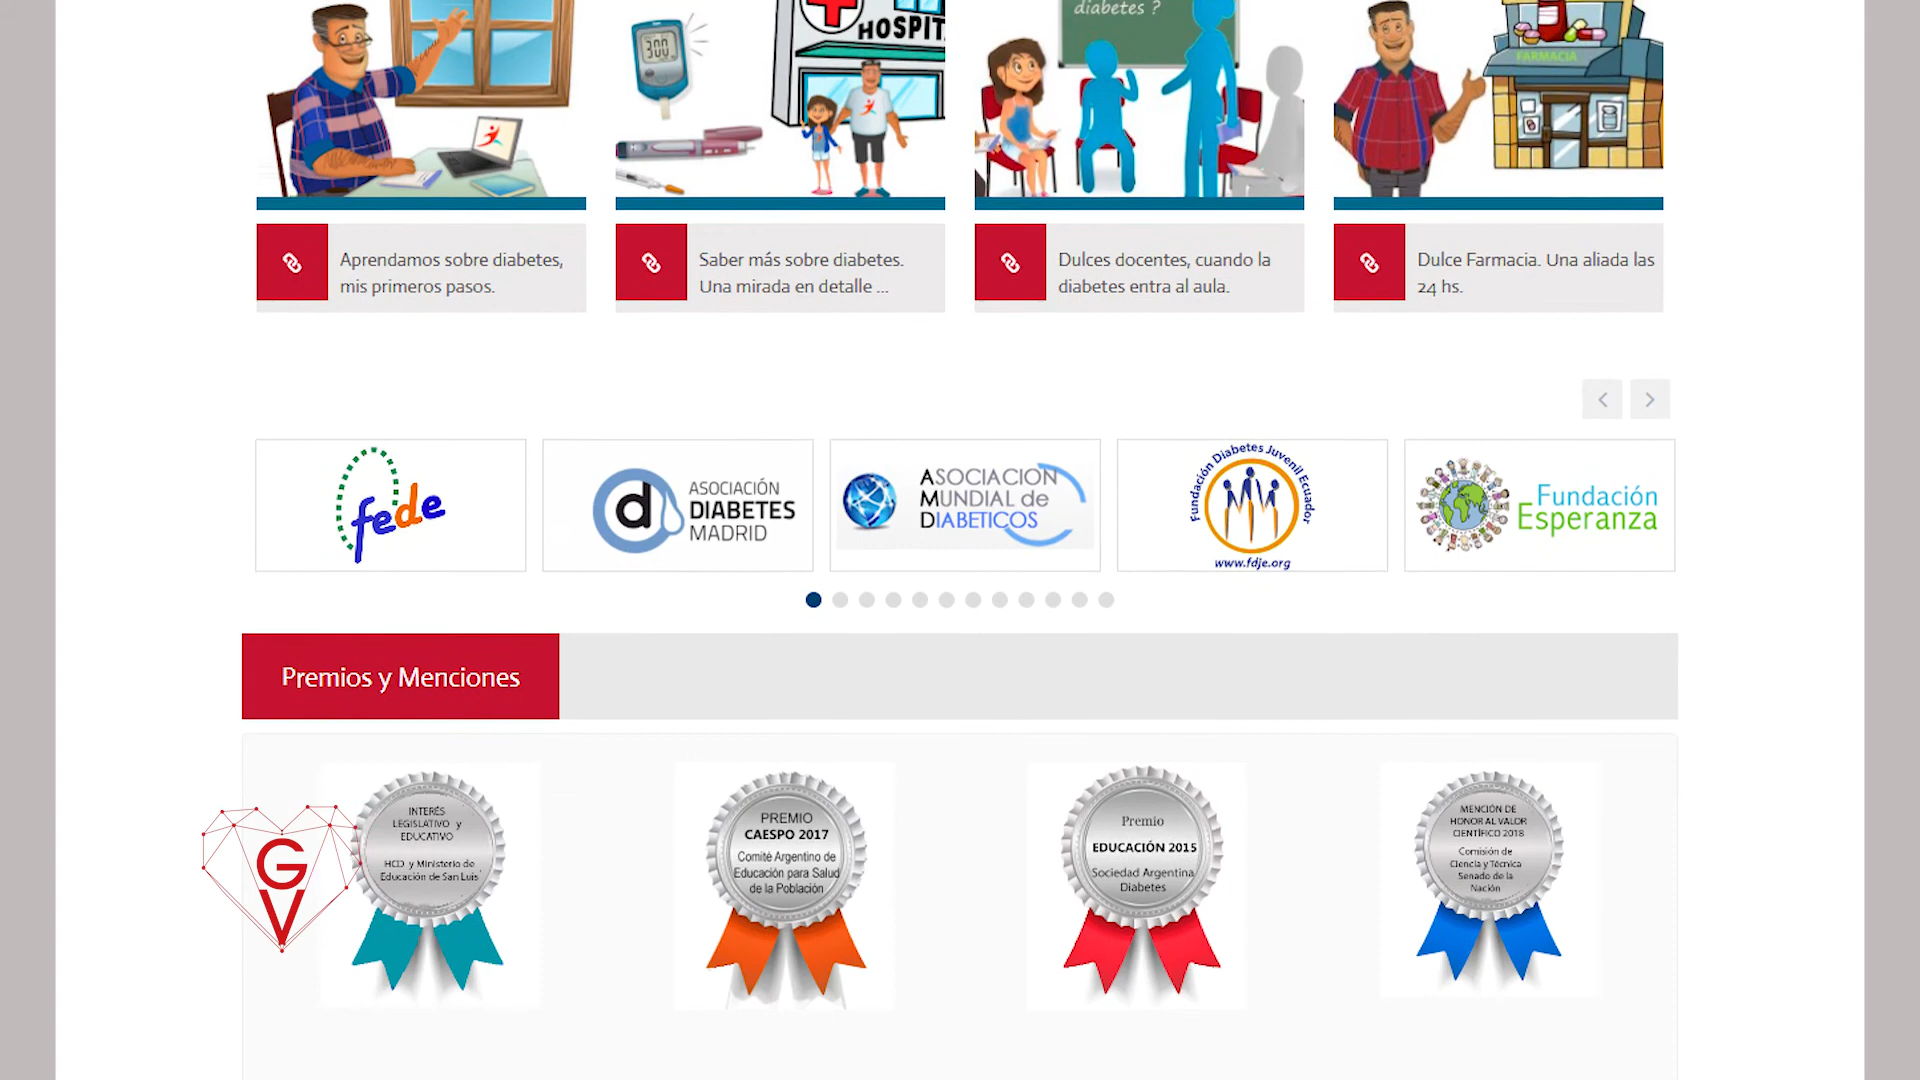 diabetes ?
HOSPIT
300
FARMACIA
Aprendamos sobre diabetes,
mis primeros pasos.
Saber más sobre diabetes.
Una mirada en detalle ...
Dulces docentes, cuando la
diabetes entra al aula.
Dulce Farmacia. Una aliada las
24 hs.
fede
d
ASOCIACIÓN
DIABETES
MADRID
ASOCIACION
MUNDIAL de
DIABETICOS
Fundación Diabetes Juvenil Ecuador
www.fdje.org
Fundación
Esperanza
Premios y Menciones
INTERÉS
LEGISLATIVO y
EDUCATIVO
HCD y Ministerio de
Educación de San Luis
PREMIO
CAESPO 2017
Comité Argentino de
Educación para Salud
de la Población
Premio
EDUCACIÓN 2015
Sociedad Argentina
Diabetes
MENCIÓN DE
HONOR AL VALOR
CIENTÍFICO 2018
Comisión de
Ciencia y Técnica
Senado de la
Nación
G
V